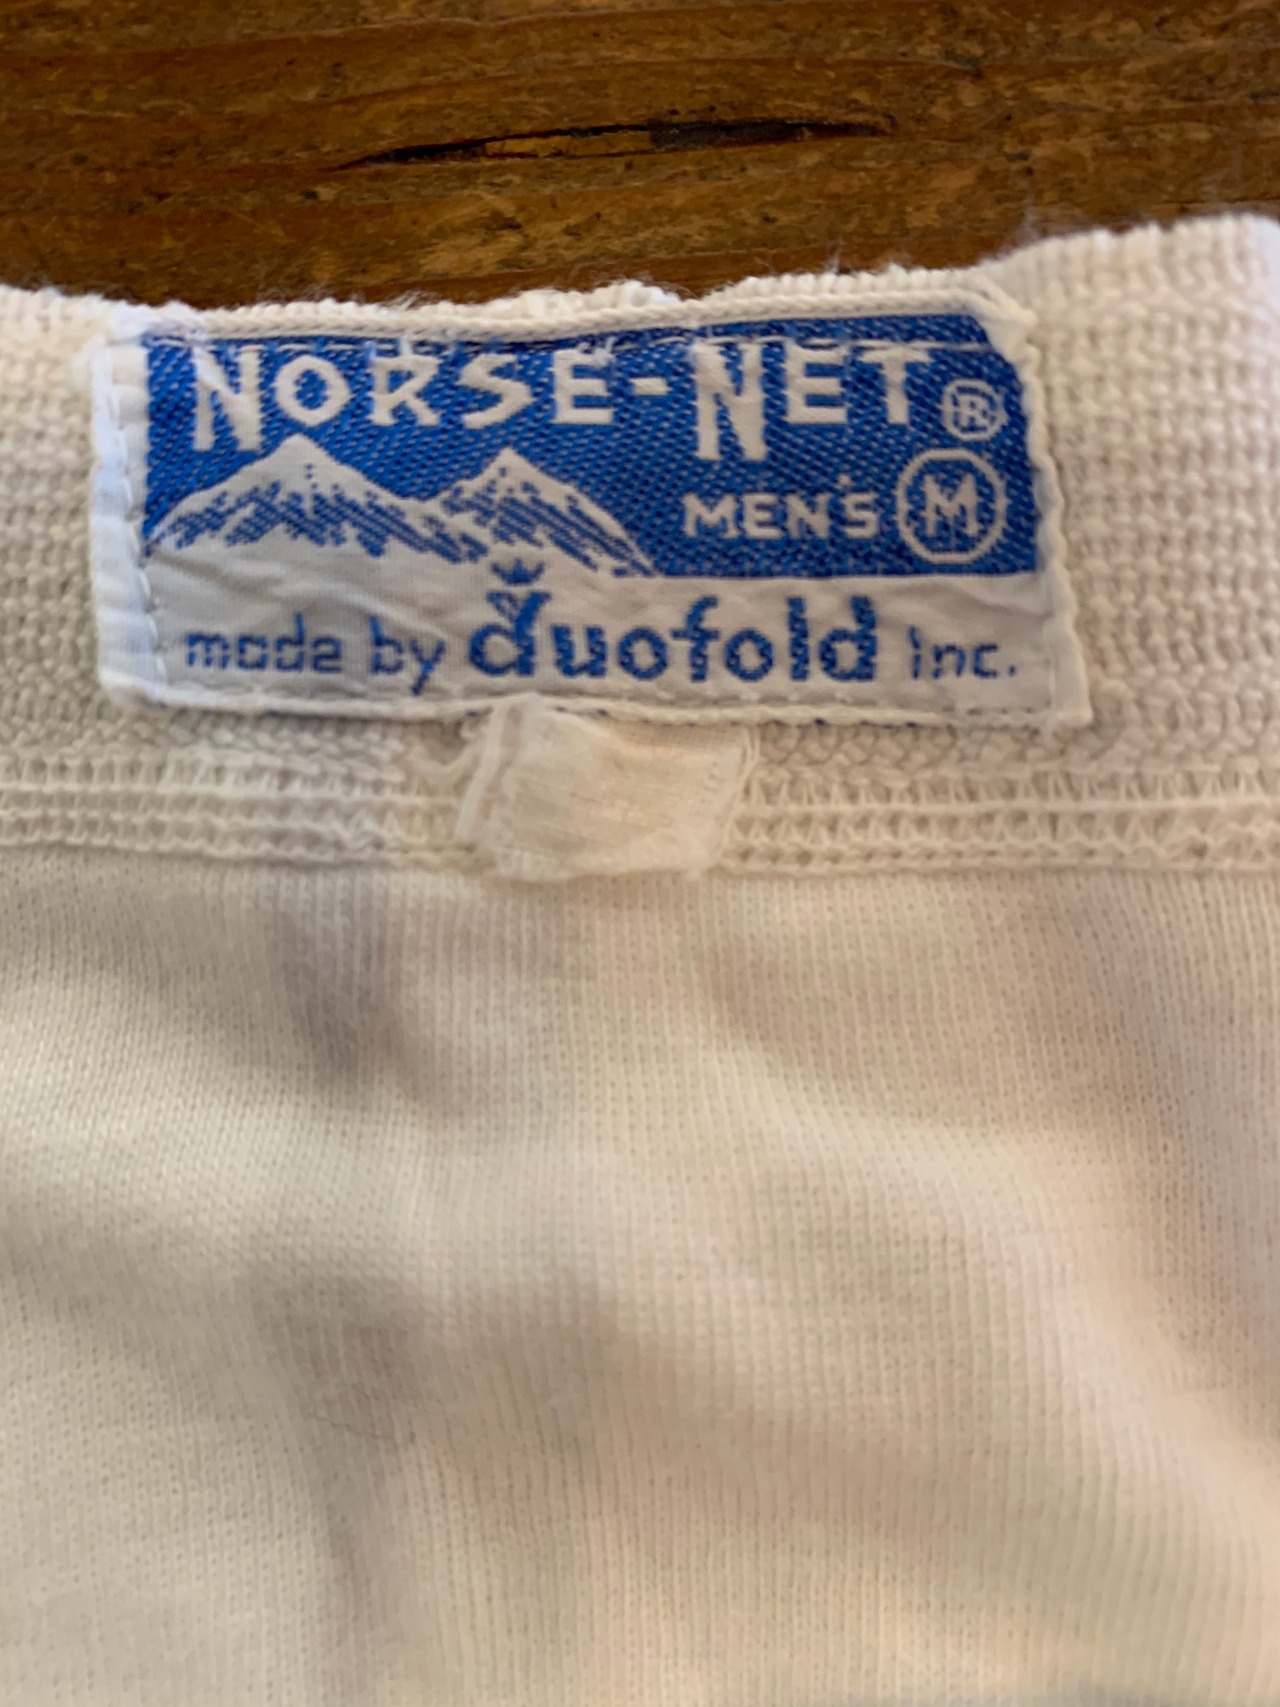 NORSE-NET ®
MEN'S M
made by duofold inc.